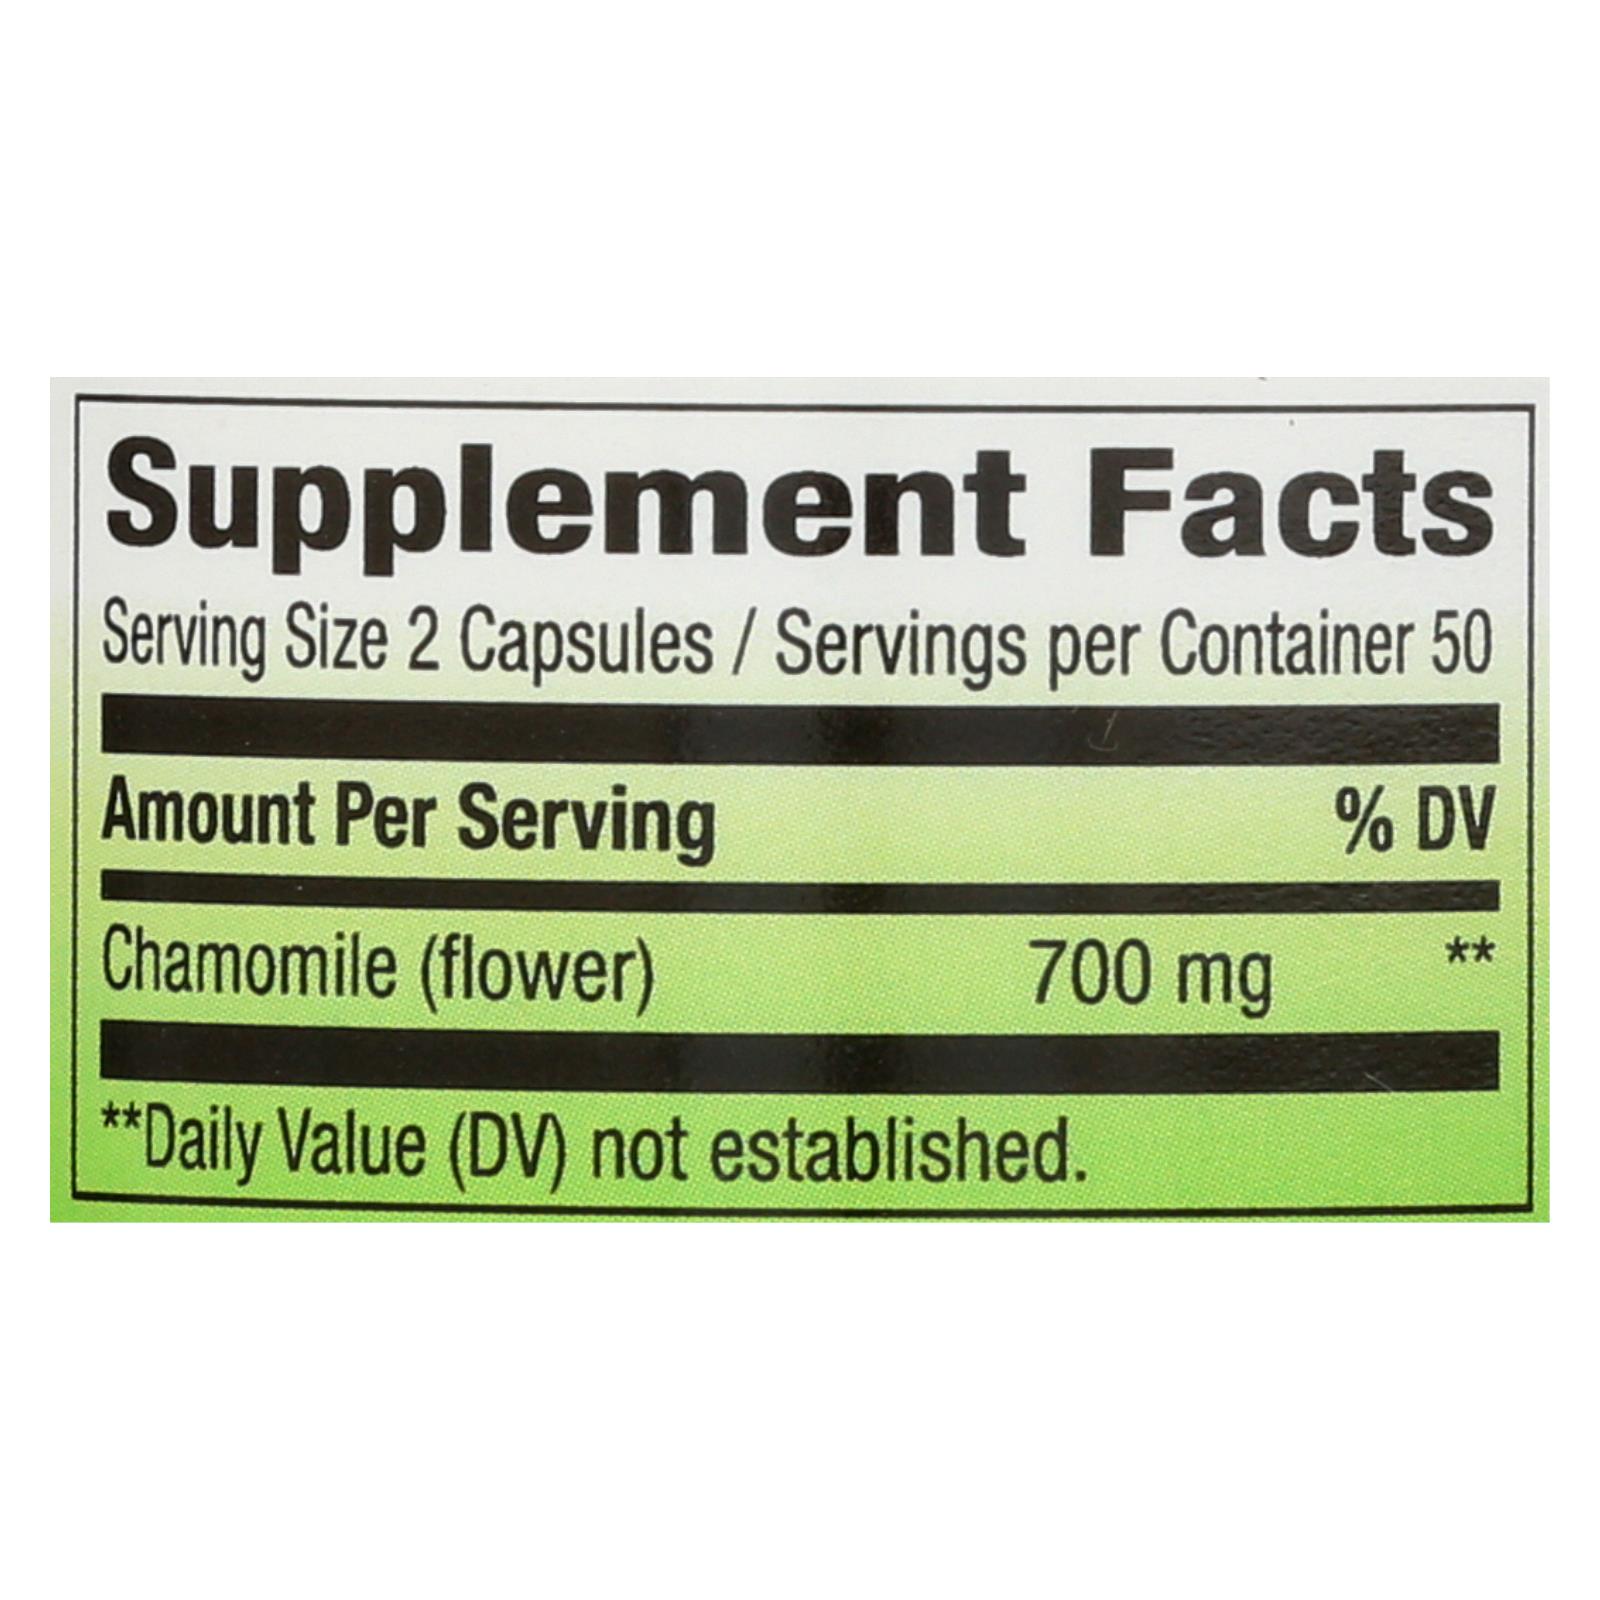 Supplement Facts
Serving Size 2 Capsules / Servings per Container 50
Amount Per Serving % DV
Chamomile (flower) 700 mg **
**Daily Value (DV) not established.